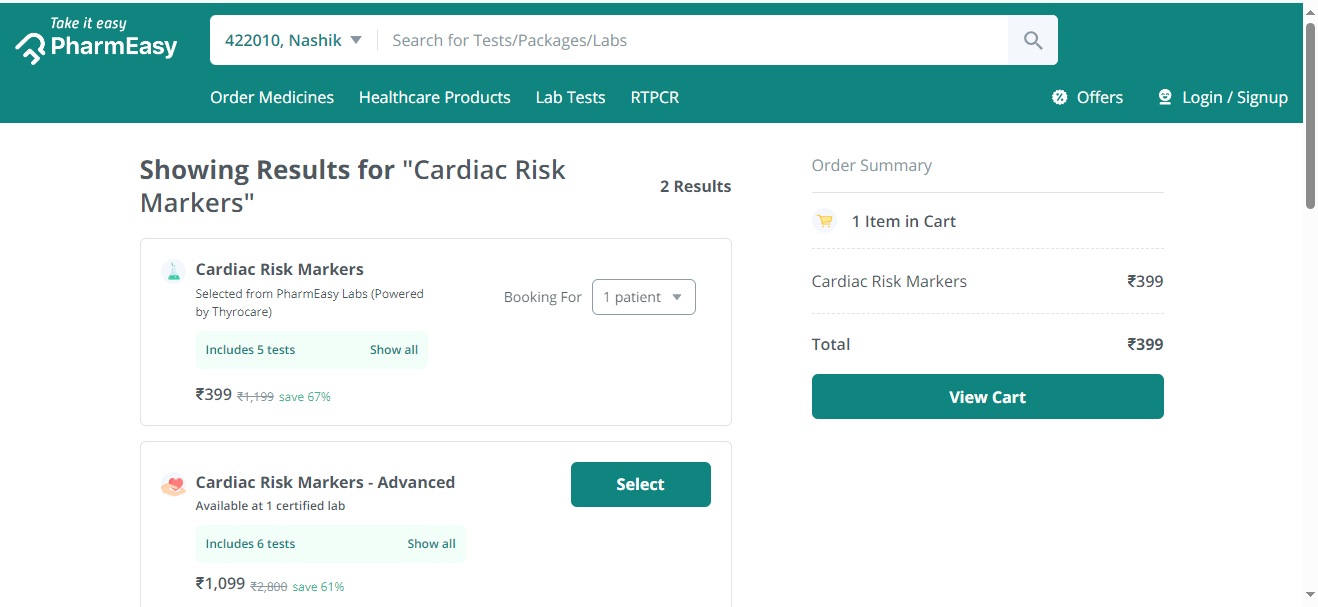 Take it easy
PharmEasy
422010, Nashik
Search for Tests/Packages/Labs
Order Medicines
Healthcare Products
Lab Tests
RTPCR
Offers
Login / Signup
Showing Results for "Cardiac Risk
Markers"
2 Results
Cardiac Risk Markers
Selected from PharmEasy Labs (Powered
by Thyrocare)
Booking For
1 patient
Includes 5 tests
Show all
₹399 ₹1,199 save 67%
Cardiac Risk Markers - Advanced
Available at 1 certified lab
Select
Includes 6 tests
Show all
₹1,099 ₹2,800 save 61%
Order Summary
1 Item in Cart
Cardiac Risk Markers
₹399
Total
₹399
View Cart